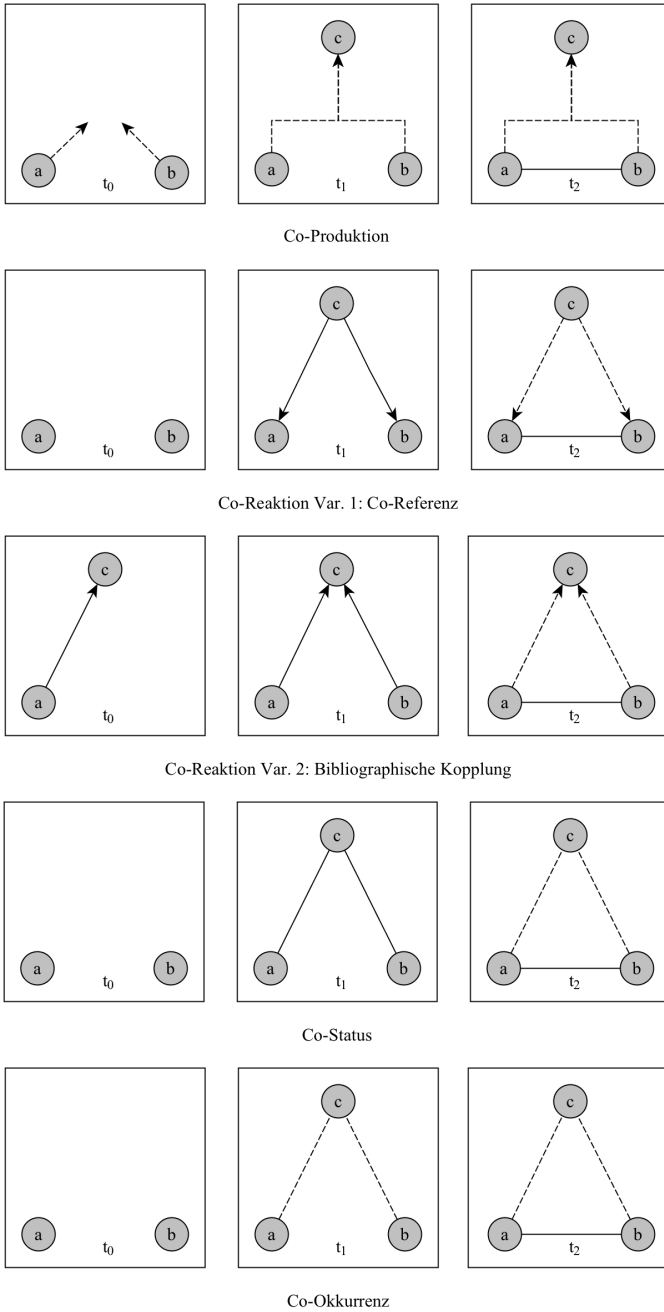 c c
a t₀ b a t₁ b a t₂ b
Co-Produktion
c c
a t₀ b a t₁ b a t₂ b
Co-Reaktion Var. 1: Co-Referenz
c c c
a t₀ a t₁ b a t₂ b
Co-Reaktion Var. 2: Bibliographische Kopplung
c c
a t₀ b a t₁ b a t₂ b
Co-Status
c c
a t₀ b a t₁ b a t₂ b
Co-Okkurrenz